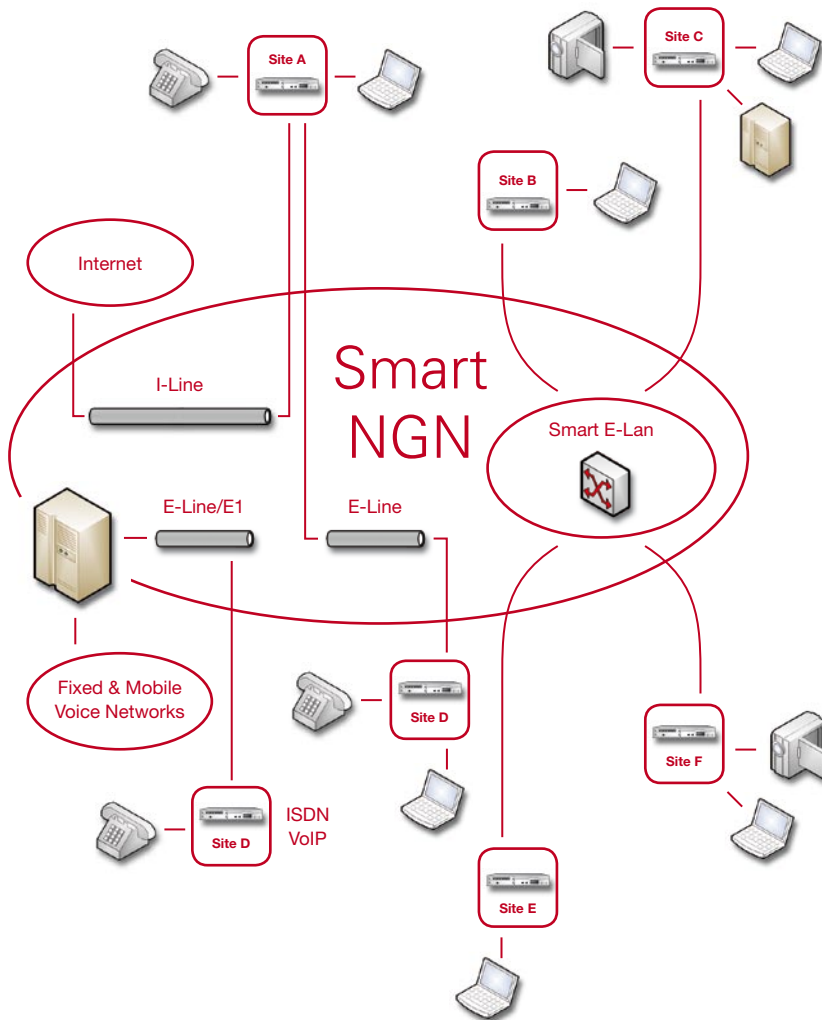 Site A
Site C
Site B
Internet
Smart
NGN
I-Line
Smart E-Lan
E-Line/E1
E-Line
Fixed & Mobile
Voice Networks
Site D
Site F
ISDN
VoIP
Site D
Site E